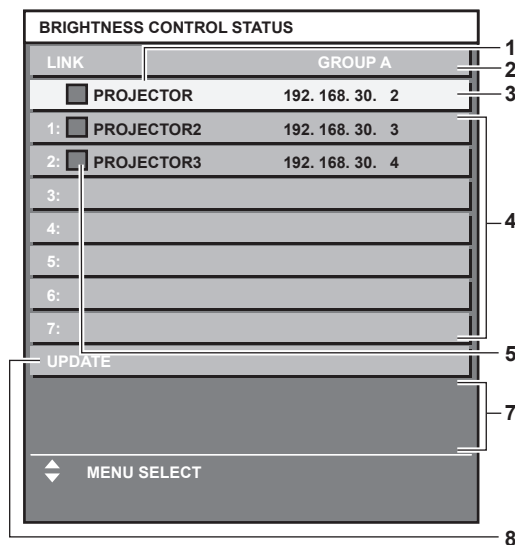 BRIGHTNESS CONTROL STATUS
LINK GROUP A
PROJECTOR 192. 168. 30. 2
1: PROJECTOR2 192. 168. 30. 3
2: PROJECTOR3 192. 168. 30. 4
3:
4:
5:
6:
7:
UPDATE
MENU SELECT
1
2
3
4
5
7
8